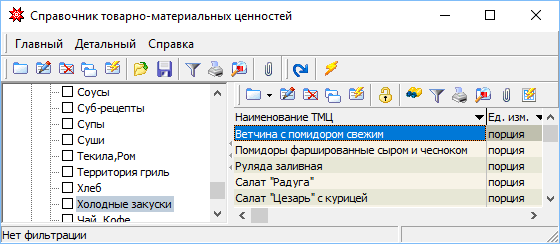 Справочник товарно-материальных ценностей
Главный Детальный Справка
Соусы
Суб-рецепты
Супы
Суши
Текила,Ром
Территория гриль
Хлеб
Холодные закуски
Чай, Кофе
Наименование ТМЦ Ед. изм.
Ветчина с помидором свежим порция
Помидоры фаршированные сыром и чесноком порция
Руляда заливная порция
Салат "Радуга" порция
Салат "Цезарь" с курицей порция
Нет фильтрации